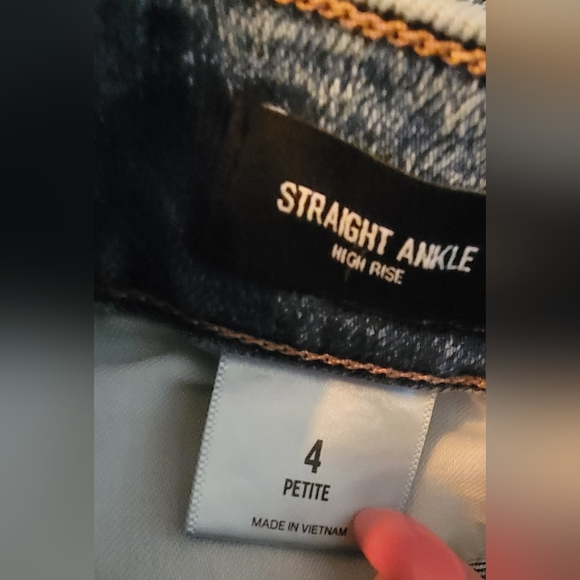 STRAIGHT ANKLE
HIGH RISE
4
PETITE
MADE IN VIETNAM